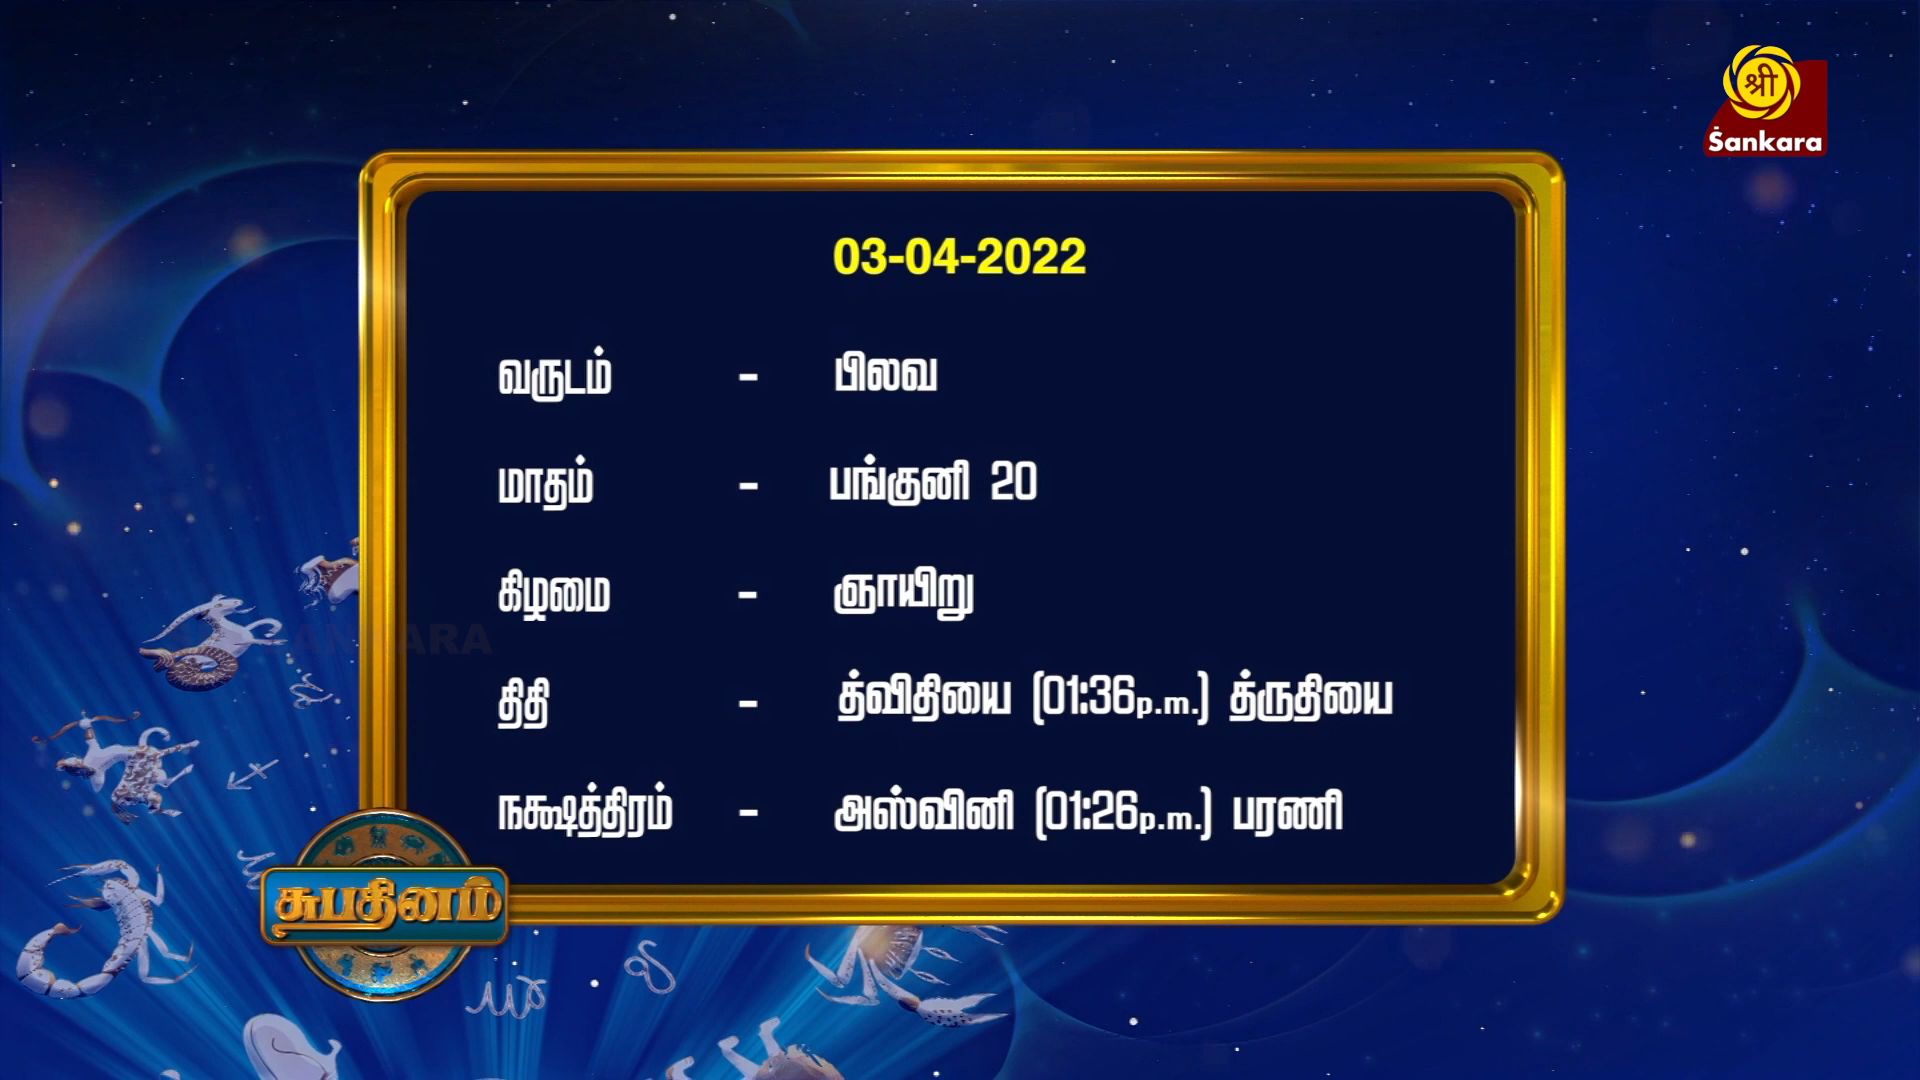 श्री
Śankara
03-04-2022
வருடம் - பிலவ
மாதம் - பங்குனி 20
கிழமை - ஞாயிறு
திதி - த்விதியை (01:36p.m.) த்ருதியை
நக்ஷத்திரம் - அஸ்வினி (01:26p.m.) பரணி
சுபதினம்